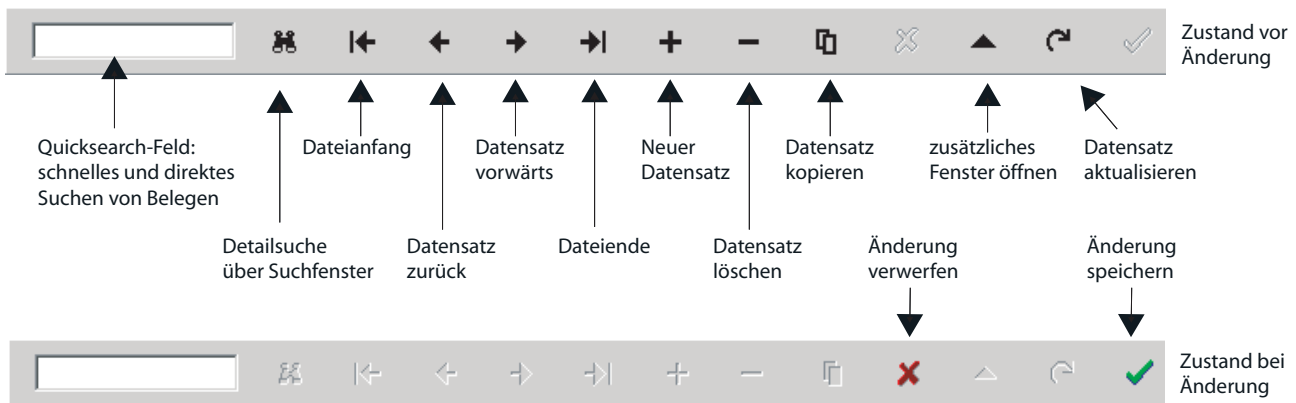 Zustand vor
Änderung
Quicksearch-Feld:
schnelles und direktes
Suchen von Belegen
Dateianfang
Datensatz
vorwärts
Neuer
Datensatz
Datensatz
kopieren
zusätzliches
Fenster öffnen
Datensatz
aktualisieren
Detailsuche
über Suchfenster
Datensatz
zurück
Dateiende
Datensatz
löschen
Änderung
verwerfen
Änderung
speichern
Zustand bei
Änderung